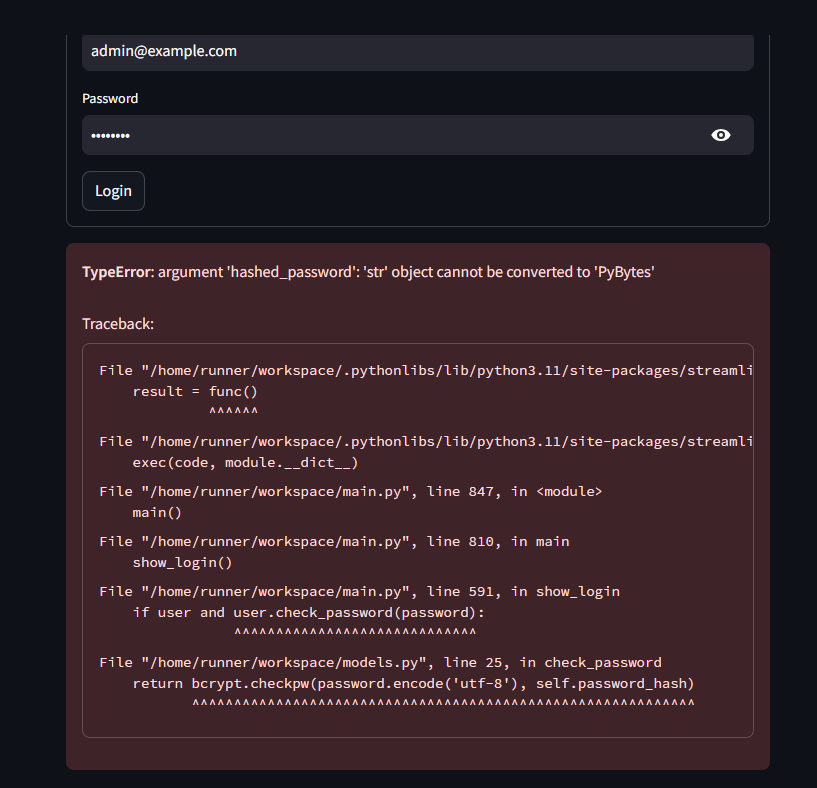 admin@example.com
Password
••••••••
Login
TypeError: argument 'hashed_password': 'str' object cannot be converted to 'PyBytes'
Traceback:
File "/home/runner/workspace/.pythonlibs/lib/python3.11/site-packages/streamli
result = func()
^^^^^^
File "/home/runner/workspace/.pythonlibs/lib/python3.11/site-packages/streamli
exec(code, module.__dict__)
File "/home/runner/workspace/main.py", line 847, in <module>
main()
File "/home/runner/workspace/main.py", line 810, in main
show_login()
File "/home/runner/workspace/main.py", line 591, in show_login
if user and user.check_password(password):
^^^^^^^^^^^^^^^^^^^^^^^^^^^^^
File "/home/runner/workspace/models.py", line 25, in check_password
return bcrypt.checkpw(password.encode('utf-8'), self.password_hash)
^^^^^^^^^^^^^^^^^^^^^^^^^^^^^^^^^^^^^^^^^^^^^^^^^^^^^^^^^^^^